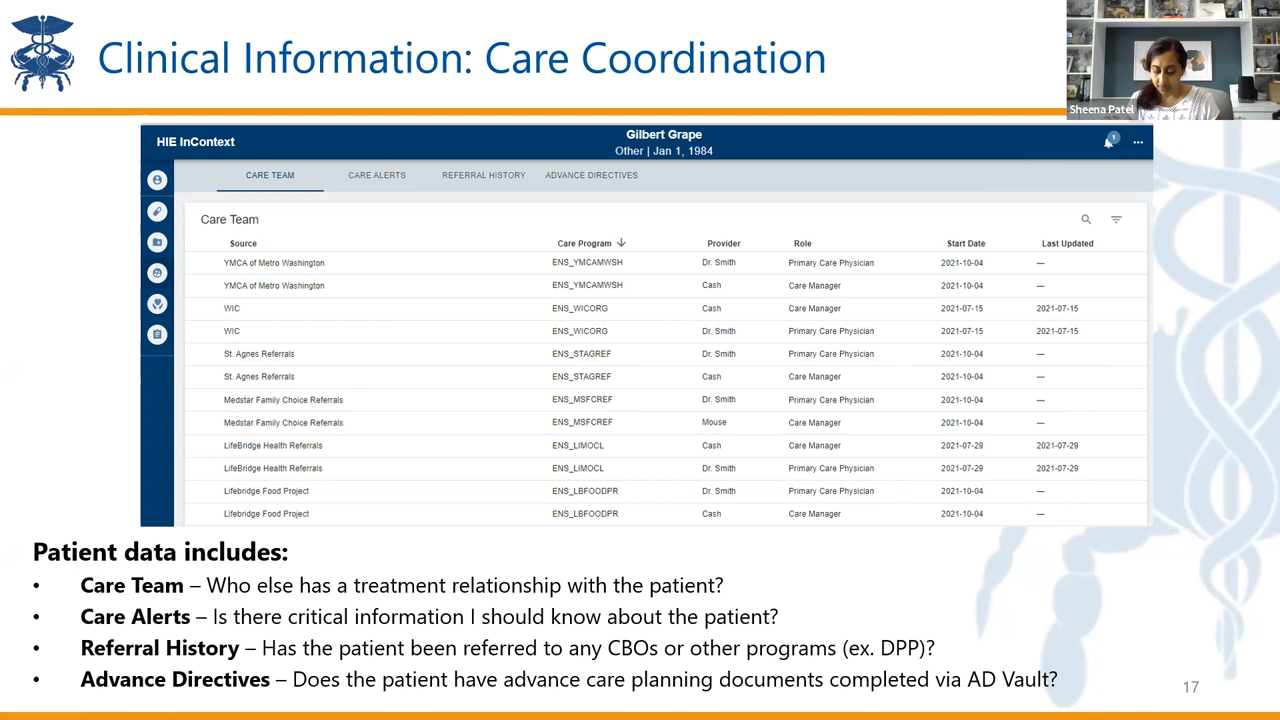 Clinical Information: Care Coordination
Sheena Patel
HIE InContext
Gilbert Grape
Other | Jan 1, 1984
1
CARE TEAM CARE ALERTS REFERRAL HISTORY ADVANCE DIRECTIVES
Care Team
Source Care Program Provider Role Start Date Last Updated
YMCA of Metro Washington ENS_YMCAMWSH Dr. Smith Primary Care Physician 2021-10-04 —
YMCA of Metro Washington ENS_YMCAMWSH Cash Care Manager 2021-10-04 —
WIC ENS_WICORG Cash Care Manager 2021-07-15 2021-07-15
WIC ENS_WICORG Dr. Smith Primary Care Physician 2021-07-15 2021-07-15
St. Agnes Referrals ENS_STAGREF Dr. Smith Primary Care Physician 2021-10-04 —
St. Agnes Referrals ENS_STAGREF Cash Care Manager 2021-10-04 —
Medstar Family Choice Referrals ENS_MSFCREF Dr. Smith Primary Care Physician 2021-10-04 —
Medstar Family Choice Referrals ENS_MSFCREF Mouse Care Manager 2021-10-04 —
LifeBridge Health Referrals ENS_LIMOCL Cash Care Manager 2021-07-29 2021-07-29
LifeBridge Health Referrals ENS_LIMOCL Dr. Smith Primary Care Physician 2021-07-29 2021-07-29
Lifebridge Food Project ENS_LBFOODPR Dr. Smith Primary Care Physician 2021-10-04 —
Lifebridge Food Project ENS_LBFOODPR Cash Care Manager 2021-10-04 —
Patient data includes:
• Care Team – Who else has a treatment relationship with the patient?
• Care Alerts – Is there critical information I should know about the patient?
• Referral History – Has the patient been referred to any CBOs or other programs (ex. DPP)?
• Advance Directives – Does the patient have advance care planning documents completed via AD Vault?
17